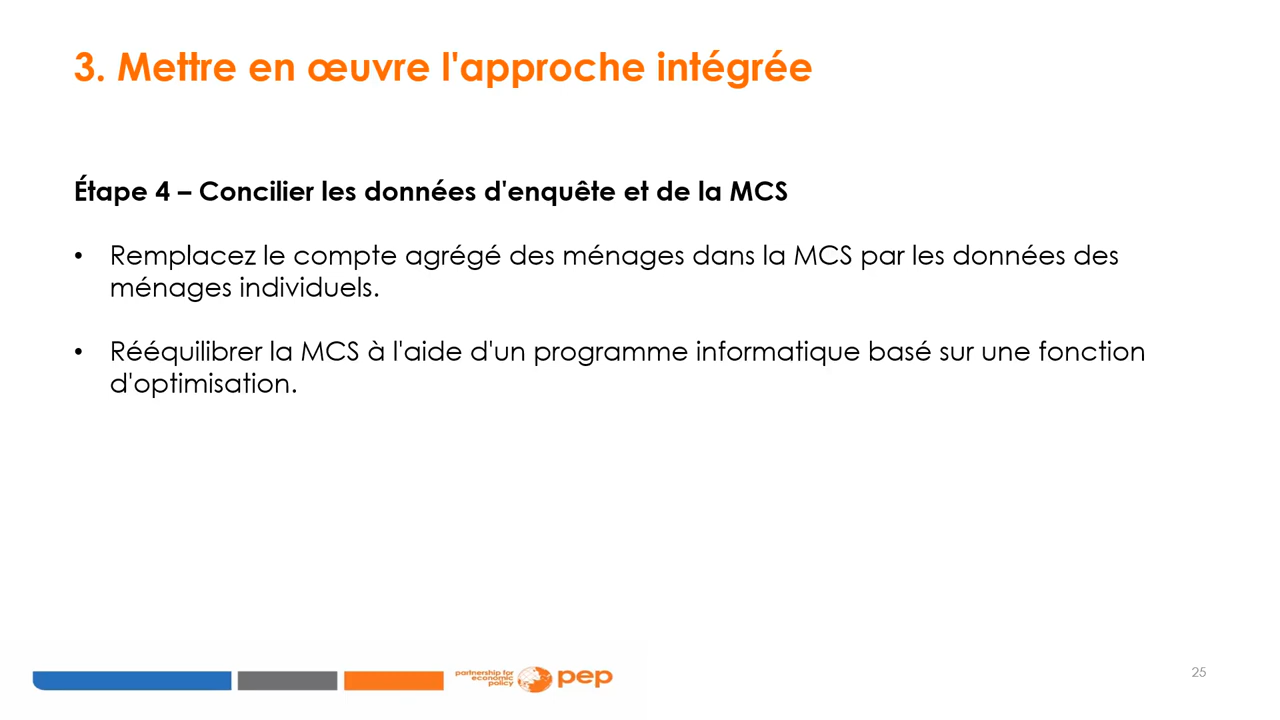 3. Mettre en œuvre l'approche intégrée
Étape 4 – Concilier les données d'enquête et de la MCS
• Remplacez le compte agrégé des ménages dans la MCS par les données des
ménages individuels.
• Rééquilibrer la MCS à l'aide d'un programme informatique basé sur une fonction
d'optimisation.
partnership for
economic
policy
pep
25